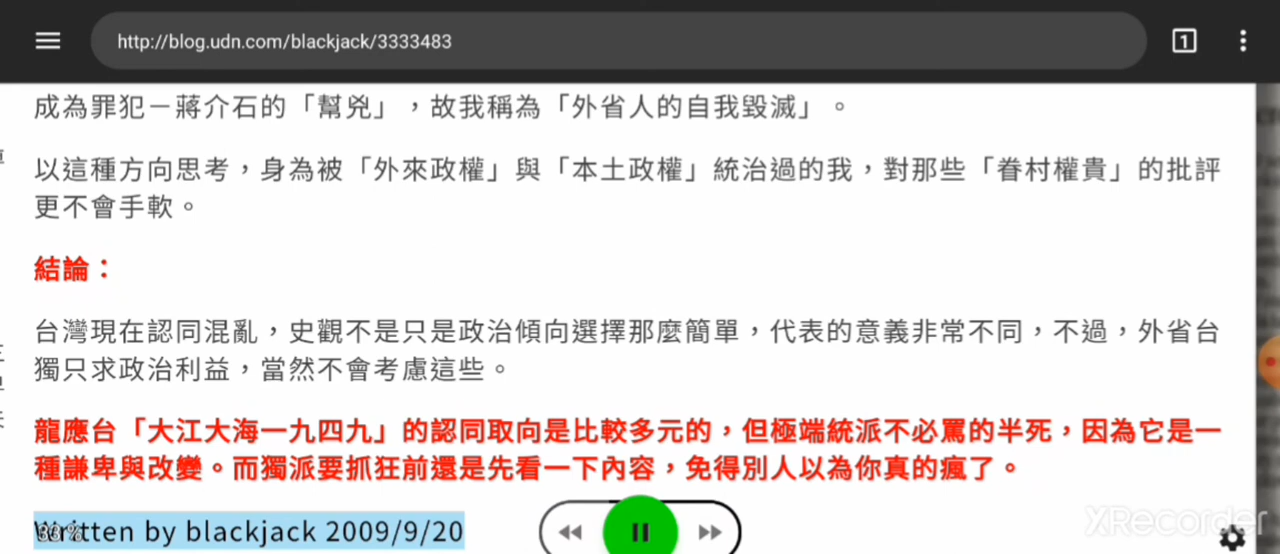 http://blog.udn.com/blackjack/3333483
1
成為罪犯－蔣介石的「幫兇」，故我稱為「外省人的自我毀滅」。
以這種方向思考，身為被「外來政權」與「本土政權」統治過的我，對那些「眷村權貴」的批評
更不會手軟。
結論：
台灣現在認同混亂，史觀不是只是政治傾向選擇那麼簡單，代表的意義非常不同，不過，外省台
獨只求政治利益，當然不會考慮這些。
龍應台「大江大海一九四九」的認同取向是比較多元的，但極端統派不必罵的半死，因為它是一
種謙卑與改變。而獨派要抓狂前還是先看一下內容，免得別人以為你真的瘋了。
Written by blackjack 2009/9/20
XRecorder